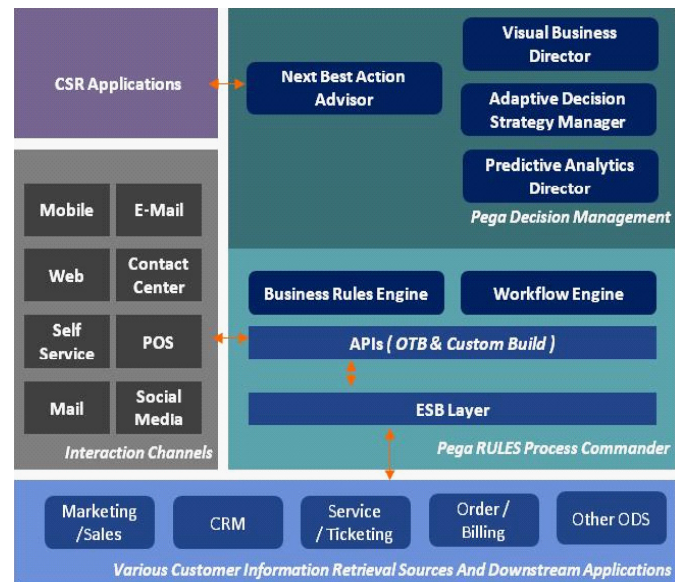 CSR Applications
Next Best Action
Advisor
Visual Business
Director
Adaptive Decision
Strategy Manager
Predictive Analytics
Director
Pega Decision Management
Mobile
E-Mail
Web
Contact
Center
Self
Service
POS
Mail
Social
Media
Interaction Channels
Business Rules Engine
Workflow Engine
APIs ( OTB & Custom Build )
ESB Layer
Pega RULES Process Commander
Marketing
/Sales
CRM
Service
/ Ticketing
Order /
Billing
Other ODS
Various Customer Information Retrieval Sources And Downstream Applications